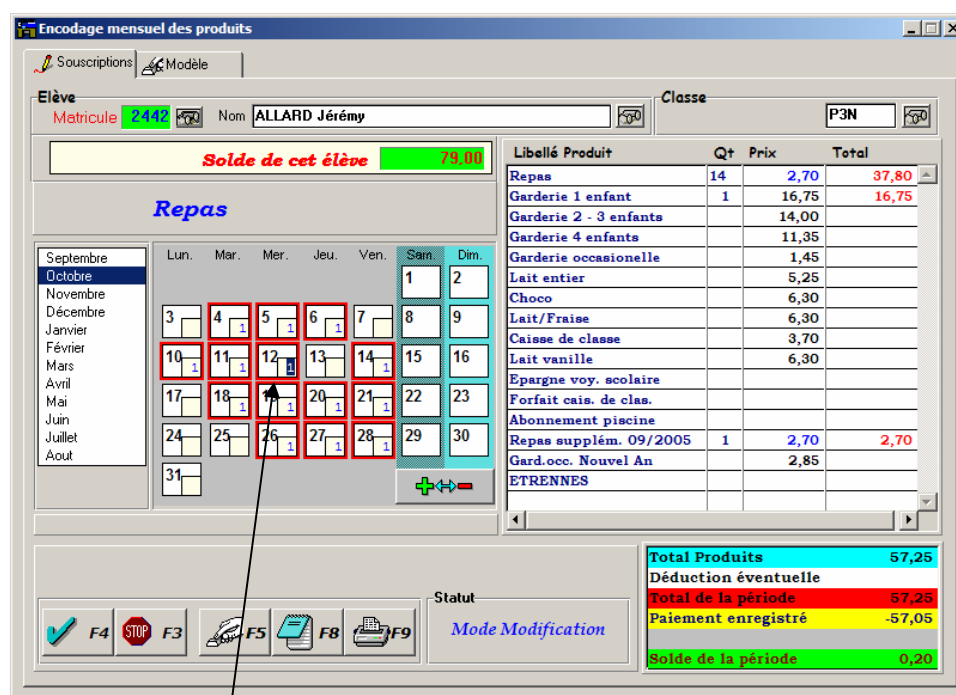 Encodage mensuel des produits
Souscriptions Modèle
Elève
Matricule 2442 Nom ALLARD Jérémy
Classe
P3N
Solde de cet élève 79,00
Repas
Septembre
Octobre
Novembre
Décembre
Janvier
Février
Mars
Avril
Mai
Juin
Juillet
Aout
Lun. Mar. Mer. Jeu. Ven. Sam. Dim.
1 2
3 4 1 5 1 6 1 7 8 9
10 1 11 1 12 1 13 14 1 15 16
17 18 1 19 1 20 1 21 1 22 23
24 25 26 1 27 1 28 1 29 30
31
Libellé Produit Qt Prix Total
Repas 14 2,70 37,80
Garderie 1 enfant 1 16,75 16,75
Garderie 2 - 3 enfants 14,00
Garderie 4 enfants 11,35
Garderie occasionelle 1,45
Lait entier 5,25
Choco 6,30
Lait/Fraise 6,30
Caisse de classe 3,70
Lait vanille 6,30
Epargne voy. scolaire
Forfait cais. de clas.
Abonnement piscine
Repas supplém. 09/2005 1 2,70 2,70
Gard.occ. Nouvel An 2,85
ETRENNES
F4 STOP F3 F5 F8 F9
Statut
Mode Modification
Total Produits 57,25
Déduction éventuelle
Total de la période 57,25
Paiement enregistré -57,05
Solde de la période 0,20